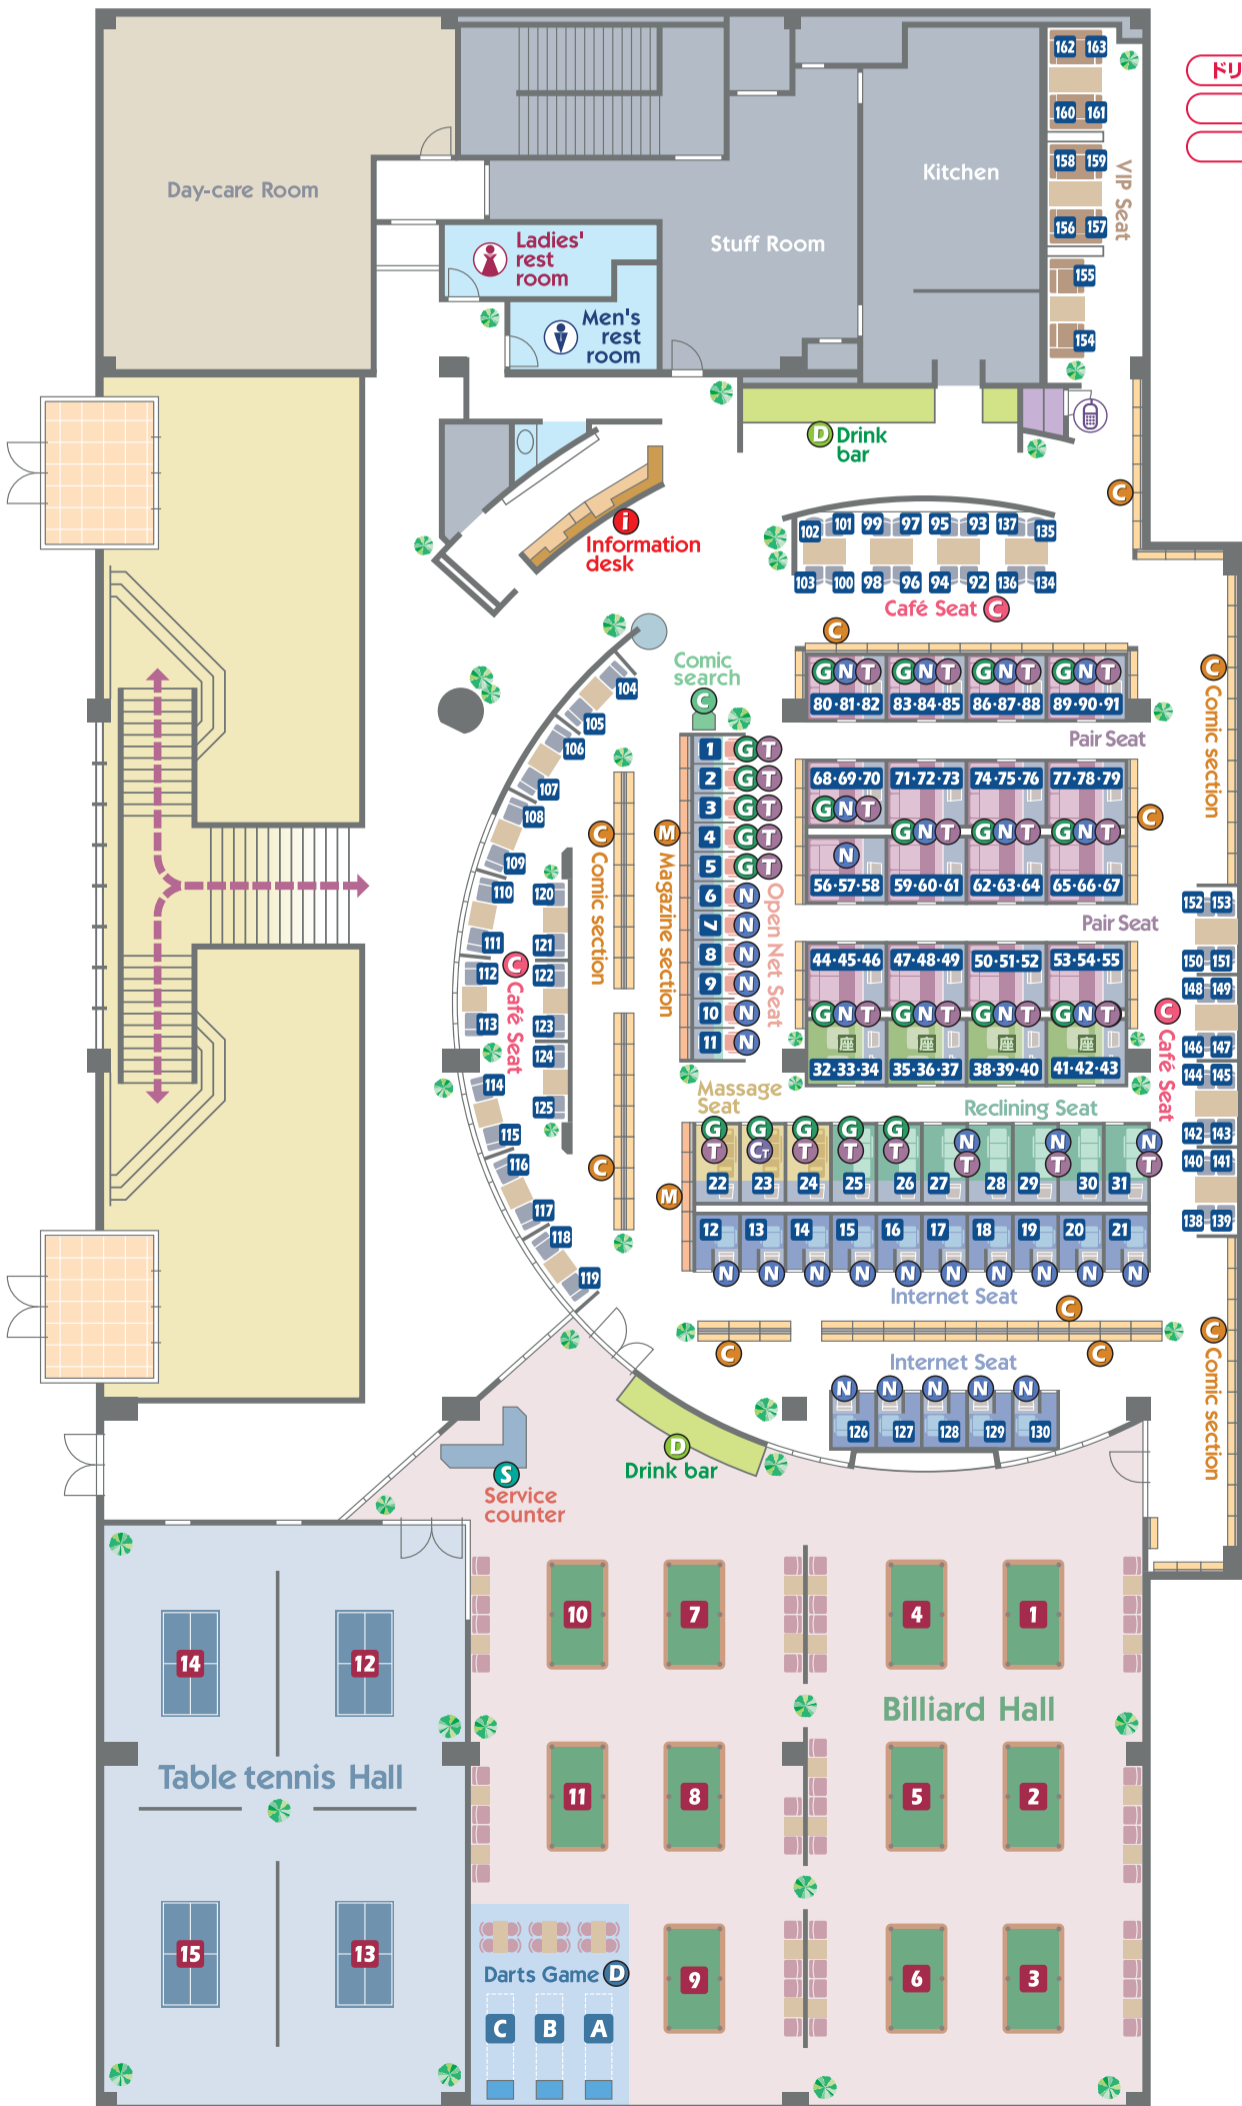 162 163
ドリ
160 161
158 159
VIP Seat
156 157
155
154
Day-care Room
Kitchen
Stuff Room
Ladies'
rest
room
Men's
rest
room
D Drink
bar
C
i
Information
desk
102 101 99 97 95 93 137 135
103 100 98 96 94 92 136 134
Café Seat C
C
Comic
search
C
G N T G N T G N T G N T
80・81・82 83・84・85 86・87・88 89・90・91
Pair Seat
C Comic section
104
105
106
107
108
109
110
111
112
113
114
115
116
117
118
119
C Café Seat
120
121
122
123
124
125
C Comic section
C
M Magazine section
1 G T
2 G T
3 G T
4 G T
5 G T
6 N
7 N
8 N
9 N
10 N
11 N
Open Net Seat
68・69・70 71・72・73 74・75・76 77・78・79
G N T
G N T G N T G N T
C
N
56・57・58 59・60・61 62・63・64 65・66・67
Pair Seat
44・45・46 47・48・49 50・51・52 53・54・55
G N T G N T G N T G N T
座 座 座 座
32・33・34 35・36・37 38・39・40 41・42・43
152 153
150 151
148 149
146 147
144 145
142 143
140 141
138 139
C Café Seat
Massage
Seat
Reclining Seat
G G G G G
T CT T T T N T N T N T
22 23 24 25 26 27 28 29 30 31
M
12 13 14 15 16 17 18 19 20 21
N N N N N N N N N N
Internet Seat
C
C C
C Comic section
Internet Seat
N N N N N
126 127 128 129 130
D
Drink bar
S
Service
counter
10 7 4 1
14 12
Billiard Hall
Table tennis Hall
11 8 5 2
15 13
9 6 3
Darts Game D
C B A